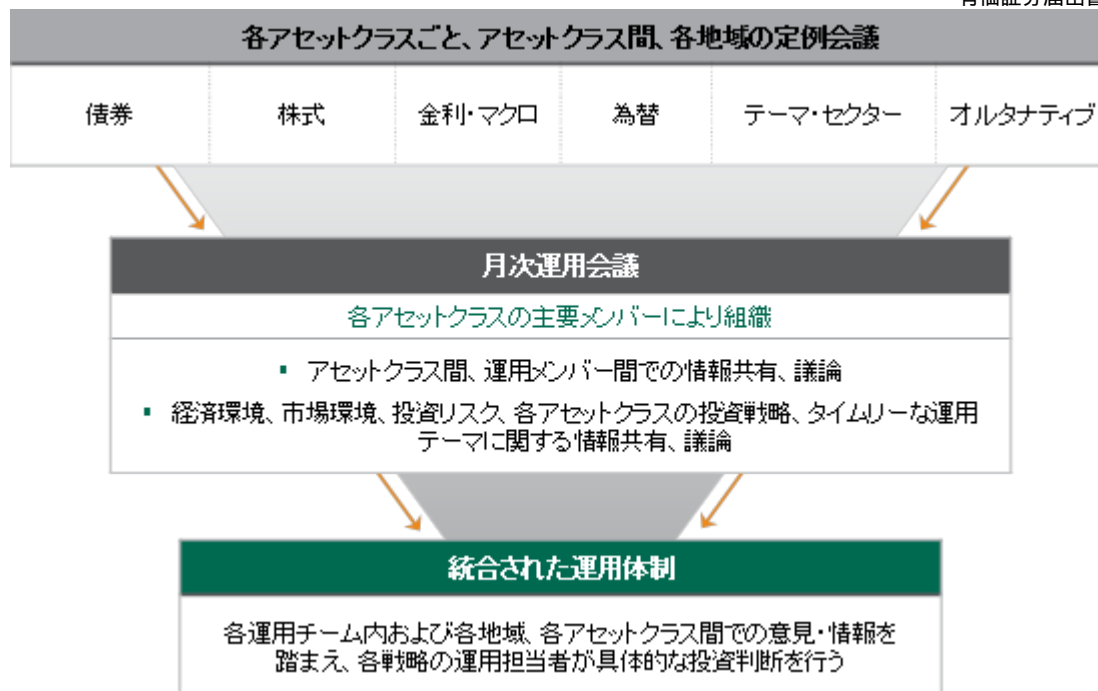 各アセットクラスごと、アセットクラス間、各地域の定例会議
債券
株式
金利・マクロ
為替
テーマ・セクター
オルタナティブ
月次運用会議
各アセットクラスの主要メンバーにより組織
▪ アセットクラス間、運用メンバー間での情報共有、議論
▪ 経済環境、市場環境、投資リスク、各アセットクラスの投資戦略、タイムリーな運用
テーマに関する情報共有、議論
統合された運用体制
各運用チーム内および各地域、各アセットクラス間での意見・情報を
踏まえ、各戦略の運用担当者が具体的な投資判断を行う